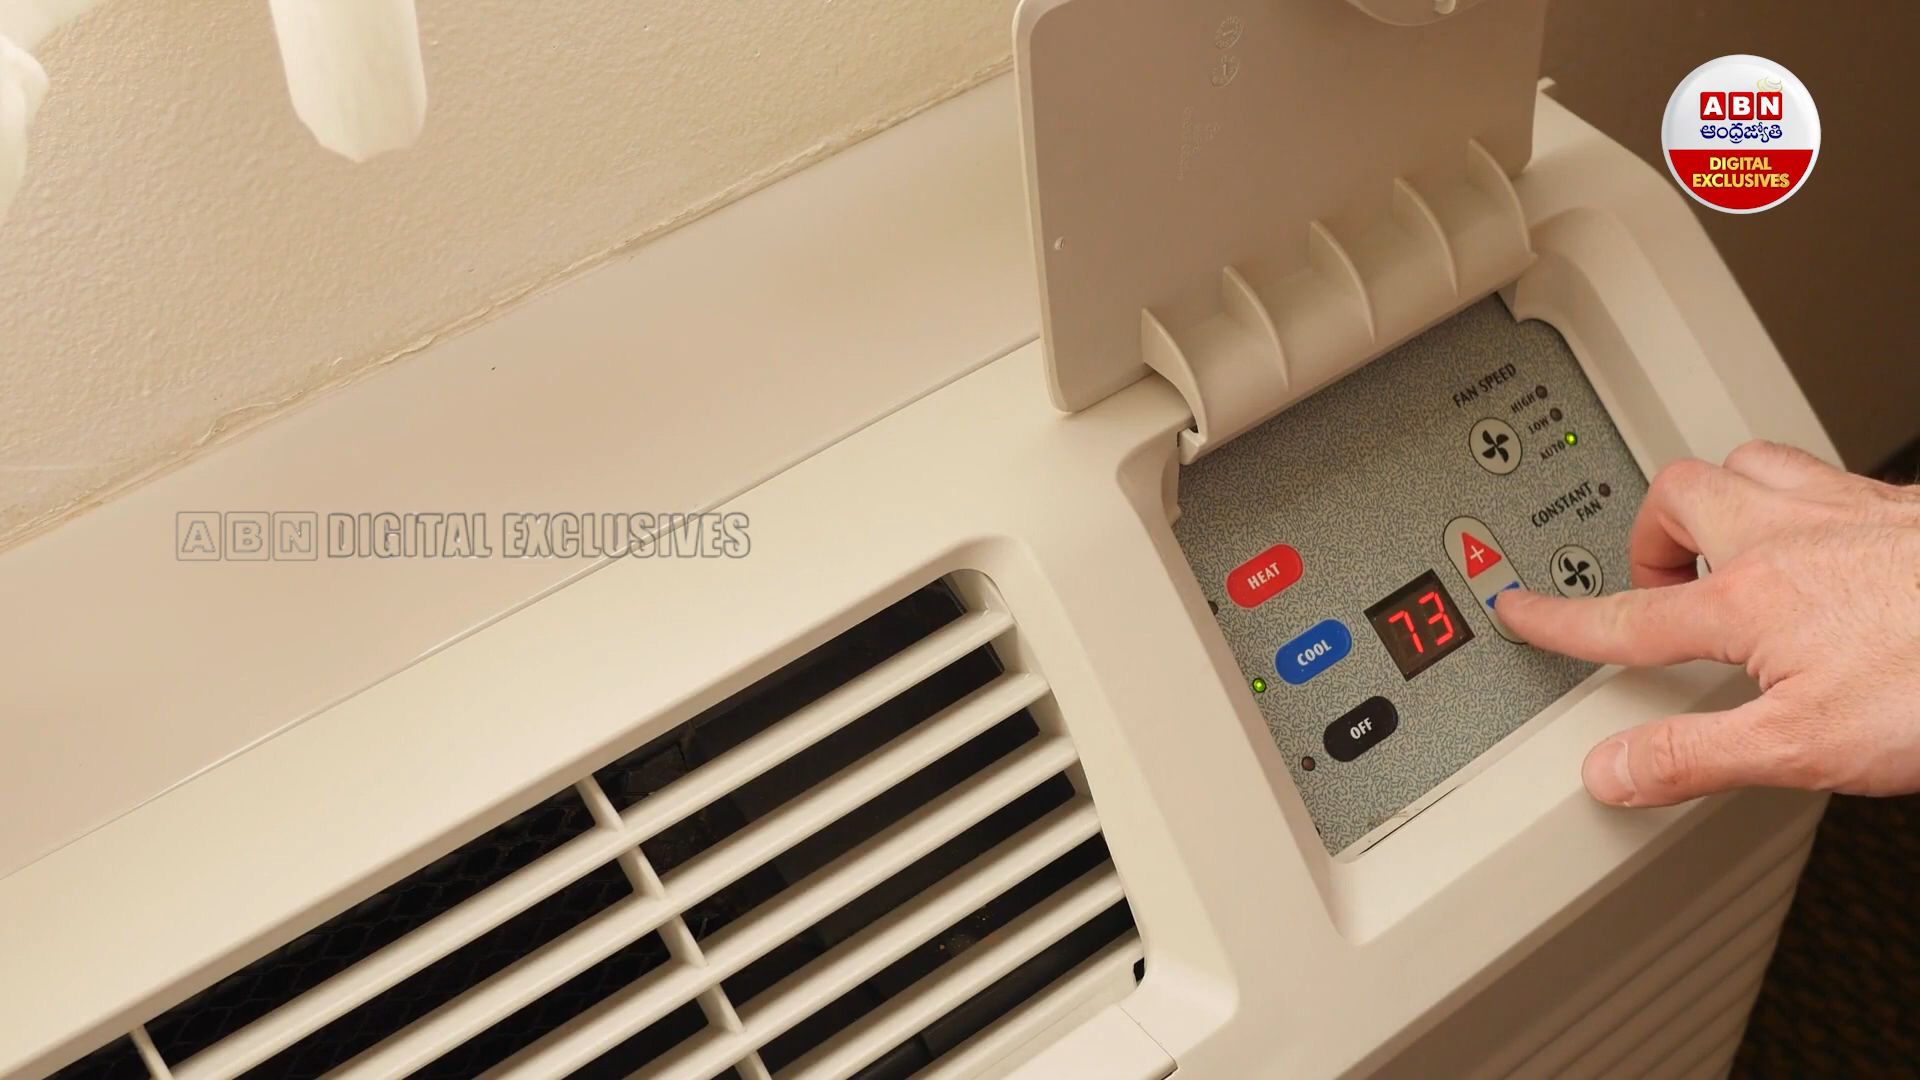 ABN
ఆంధ్రజ్యోతి
DIGITAL
EXCLUSIVES
FAN SPEED
HIGH
LOW
AUTO
CONSTANT
FAN
ABN DIGITAL EXCLUSIVES
HEAT
+
73
COOL
OFF